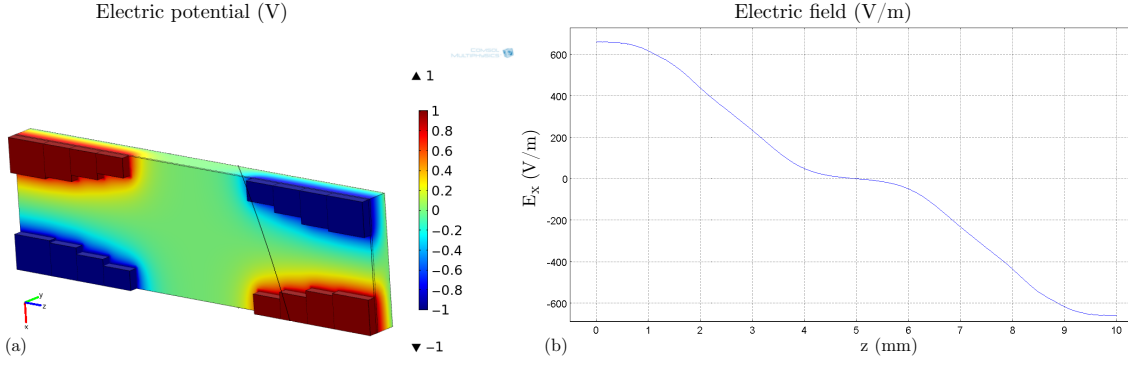 Electric potential (V)
COMSOL
MULTIPHYSICS
▲ 1
1
0.8
0.6
0.4
0.2
0
−0.2
−0.4
−0.6
−0.8
−1
▼ −1
y
z
x
(a)
Electric field (V/m)
E_x (V/m)
600
400
200
0
-200
-400
-600
0 1 2 3 4 5 6 7 8 9 10
z (mm)
(b)